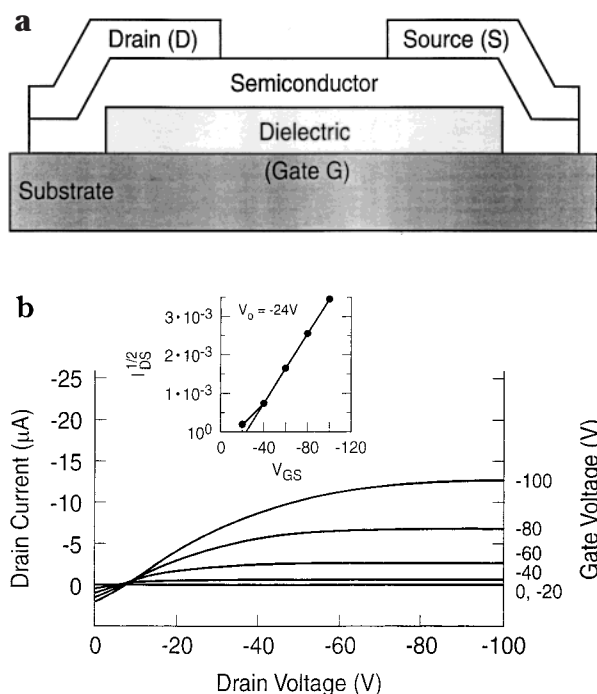 a
Drain (D)
Source (S)
Semiconductor
Dielectric
(Gate G)
Substrate
b
V₀ = -24V
I_DS^1/2
3•10⁻³
2•10⁻³
1•10⁻³
10⁰
0 -40 -80 -120
V_GS
Drain Current (μA)
-25
-20
-15
-10
-5
0
Gate Voltage (V)
-100
-80
-60
-40
0, -20
0 -20 -40 -60 -80 -100
Drain Voltage (V)